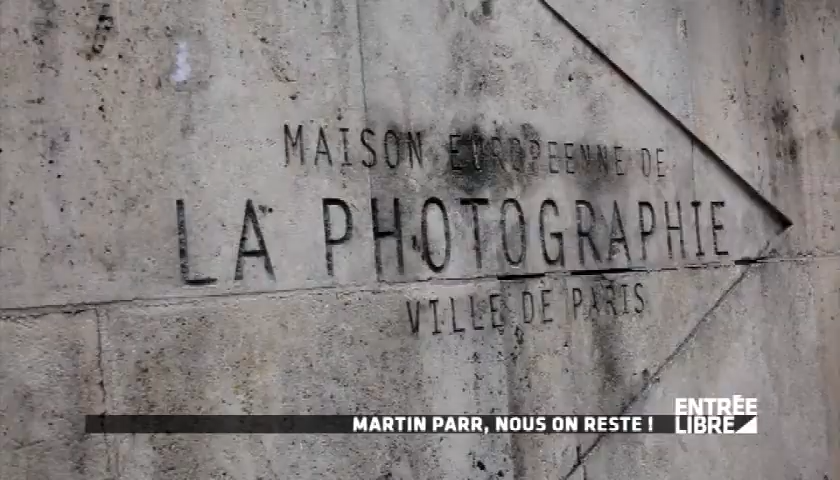 MAISON EUROPEENNE DE
LA PHOTOGRAPHIE
VILLE DE PARIS
MARTIN PARR, NOUS ON RESTE !
ENTRÉE
LIBRE